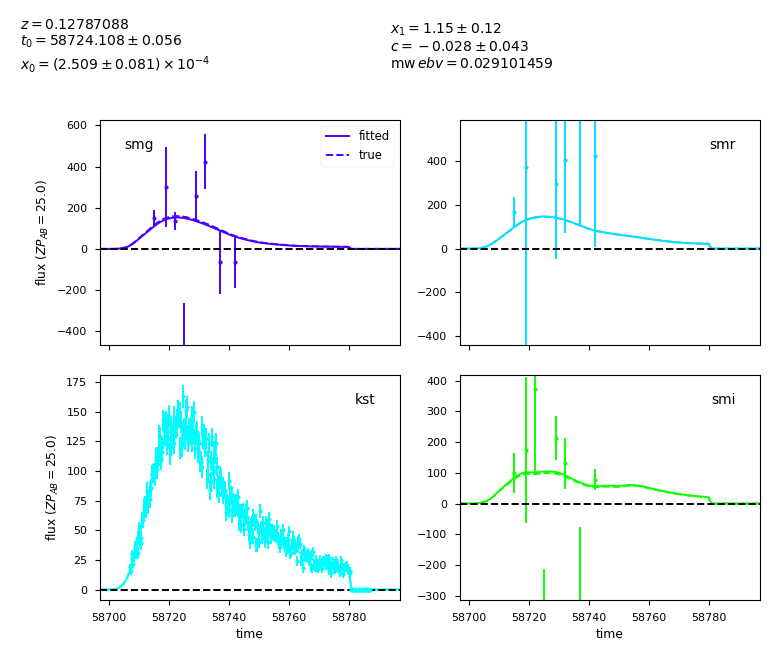 z = 0.12787088
t₀ = 58724.108 ± 0.056
x₀ = (2.509 ± 0.081) × 10⁻⁴
x₁ = 1.15 ± 0.12
c = −0.028 ± 0.043
mw ebv = 0.029101459
smg
fitted
true
600
400
200
0
−200
−400
flux (ZP_AB = 25.0)
smr
400
200
0
−200
−400
kst
175
150
125
100
75
50
25
0
flux (ZP_AB = 25.0)
58700 58720 58740 58760 58780
time
smi
400
300
200
100
0
−100
−200
−300
58700 58720 58740 58760 58780
time